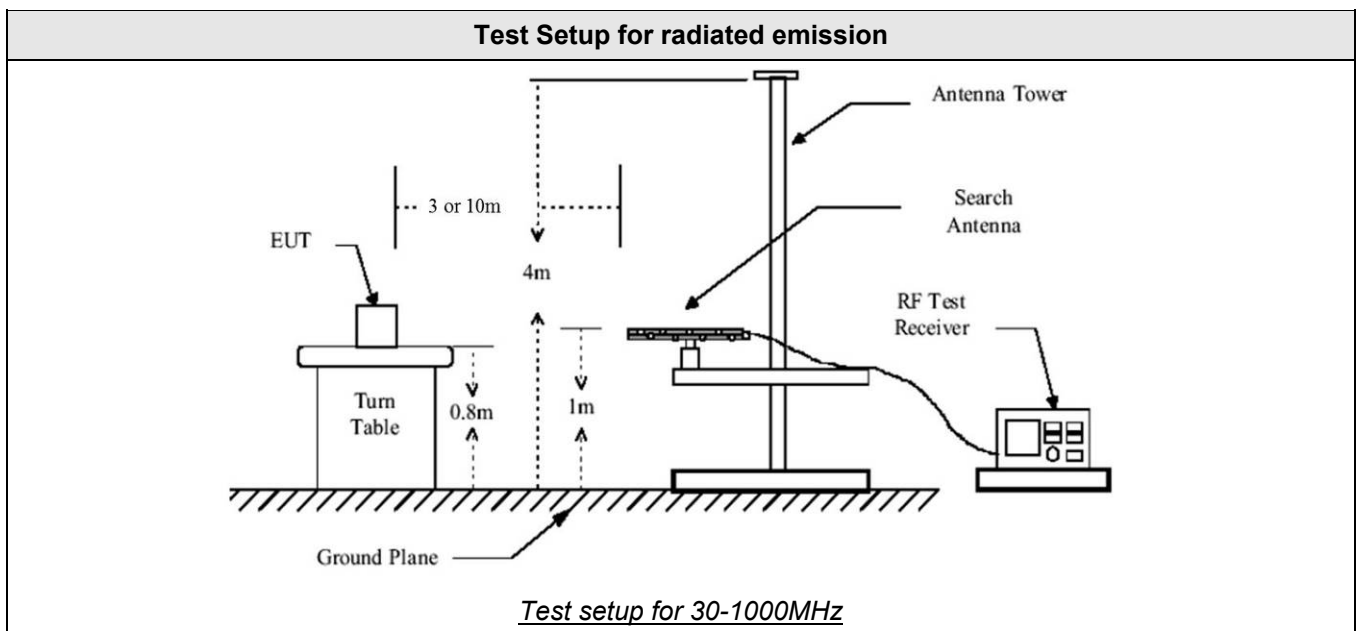 Test Setup for radiated emission
Antenna Tower
3 or 10m
Search
Antenna
EUT
4m
RF Test
Receiver
Turn
Table
0.8m
1m
Ground Plane
Test setup for 30-1000MHz